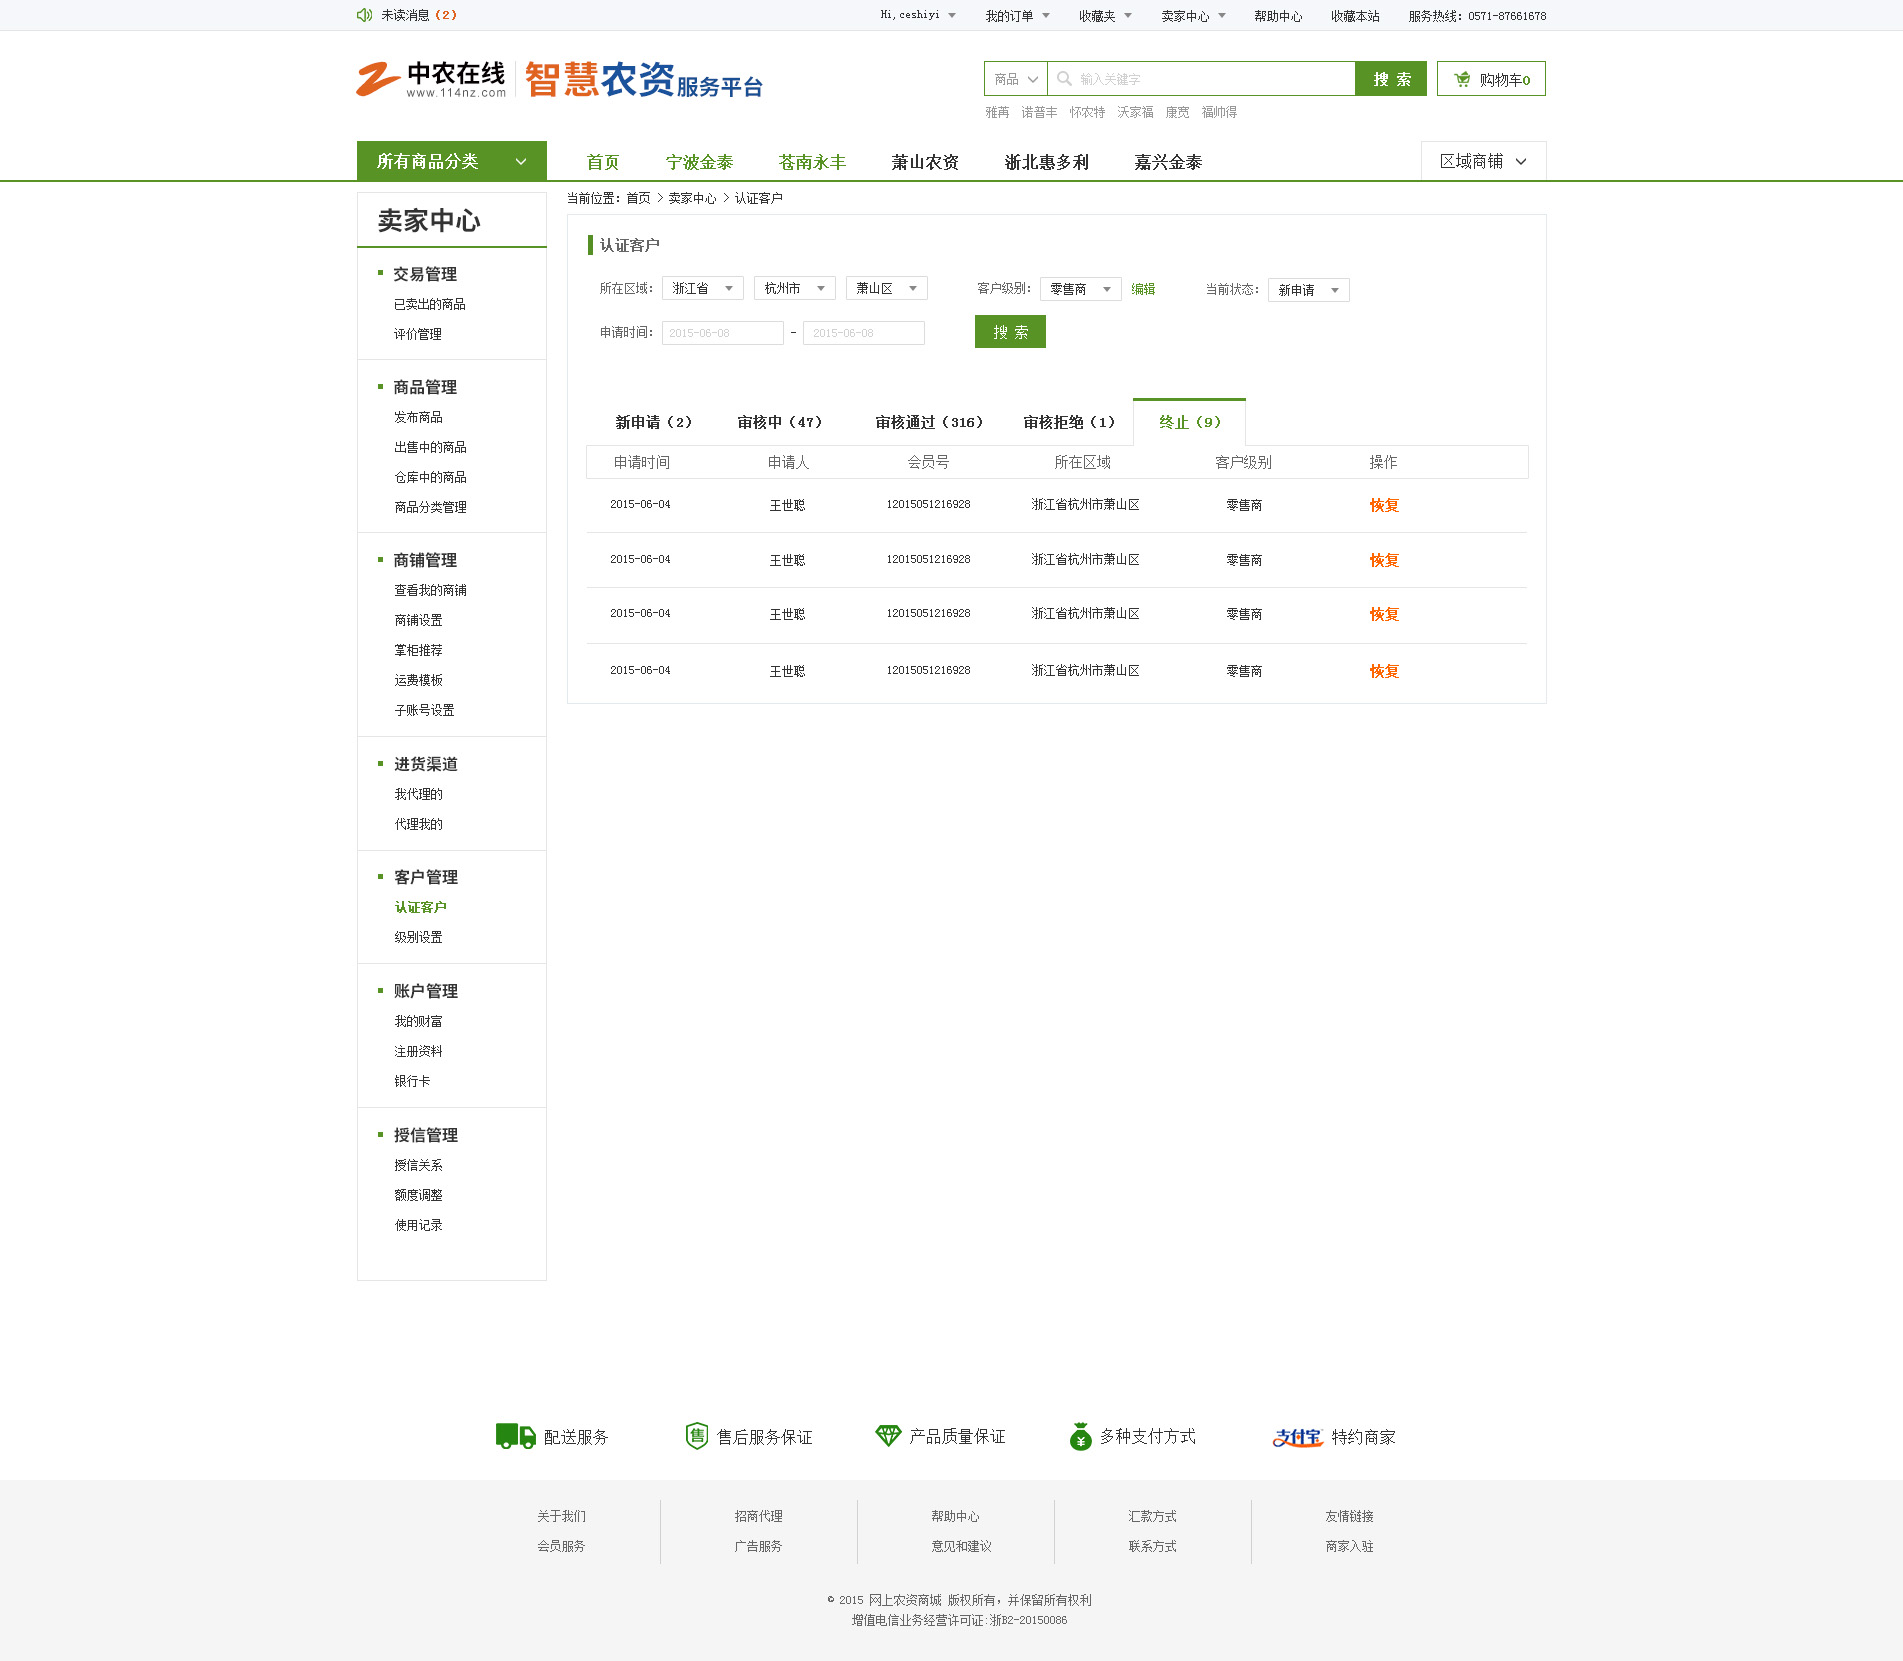 未读消息（2）
Hi，ceshiyi 我的订单 收藏夹 卖家中心 帮助中心 收藏本站 服务热线：0571-87661678
中农在线 智慧农资服务平台
www.114nz.com
商品 输入关键字 搜 索 购物车0
雅苒 诺普丰 怀农特 沃家福 康宽 福帅得
所有商品分类 首页 宁波金泰 苍南永丰 萧山农资 浙北惠多利 嘉兴金泰 区域商铺
当前位置：首页 > 卖家中心 > 认证客户
卖家中心
交易管理
已卖出的商品
评价管理
商品管理
发布商品
出售中的商品
仓库中的商品
商品分类管理
商铺管理
查看我的商铺
商铺设置
掌柜推荐
运费模板
子账号设置
进货渠道
我代理的
代理我的
客户管理
认证客户
级别设置
账户管理
我的财富
注册资料
银行卡
授信管理
授信关系
额度调整
使用记录
认证客户
所在区域： 浙江省 杭州市 萧山区 客户级别： 零售商 编辑 当前状态： 新申请
申请时间： 2015-06-08 - 2015-06-08 搜 索
新申请（2） 审核中（47） 审核通过（316） 审核拒绝（1） 终止（9）
申请时间 申请人 会员号 所在区域 客户级别 操作
2015-06-04 王世聪 12015051216928 浙江省杭州市萧山区 零售商 恢复
2015-06-04 王世聪 12015051216928 浙江省杭州市萧山区 零售商 恢复
2015-06-04 王世聪 12015051216928 浙江省杭州市萧山区 零售商 恢复
2015-06-04 王世聪 12015051216928 浙江省杭州市萧山区 零售商 恢复
配送服务 售 售后服务保证 产品质量保证 ¥ 多种支付方式 支付宝 特约商家
关于我们 招商代理 帮助中心 汇款方式 友情链接
会员服务 广告服务 意见和建议 联系方式 商家入驻
© 2015 网上农资商城 版权所有，并保留所有权利
增值电信业务经营许可证:浙B2-20150086